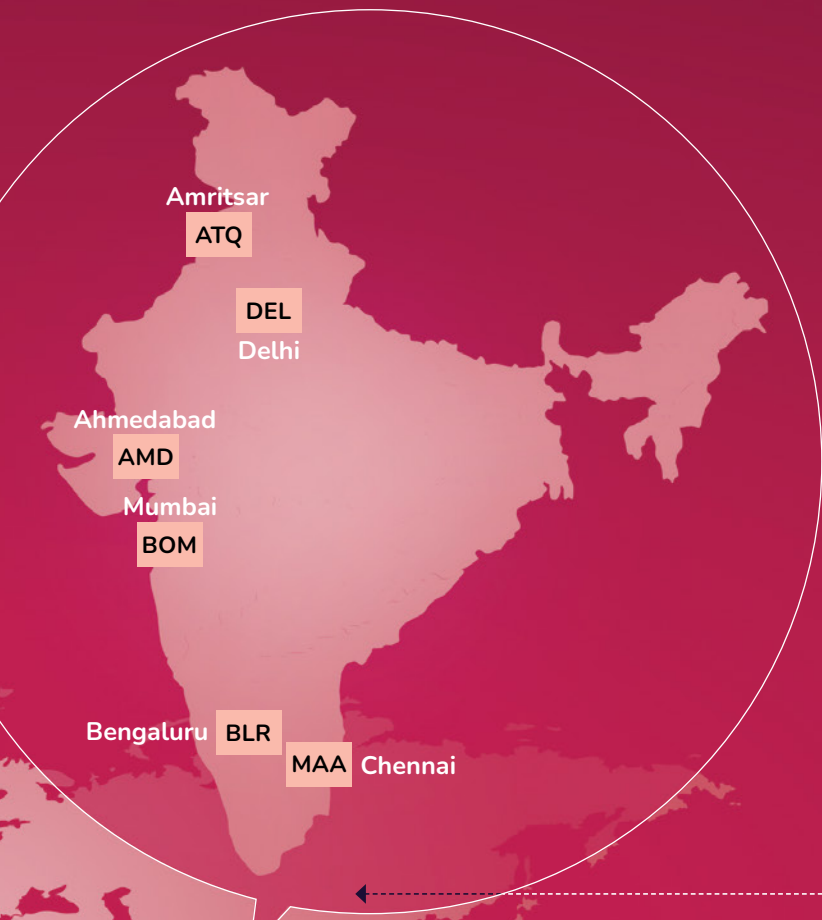 Amritsar
ATQ
DEL
Delhi
Ahmedabad
AMD
Mumbai
BOM
Bengaluru BLR
MAA Chennai